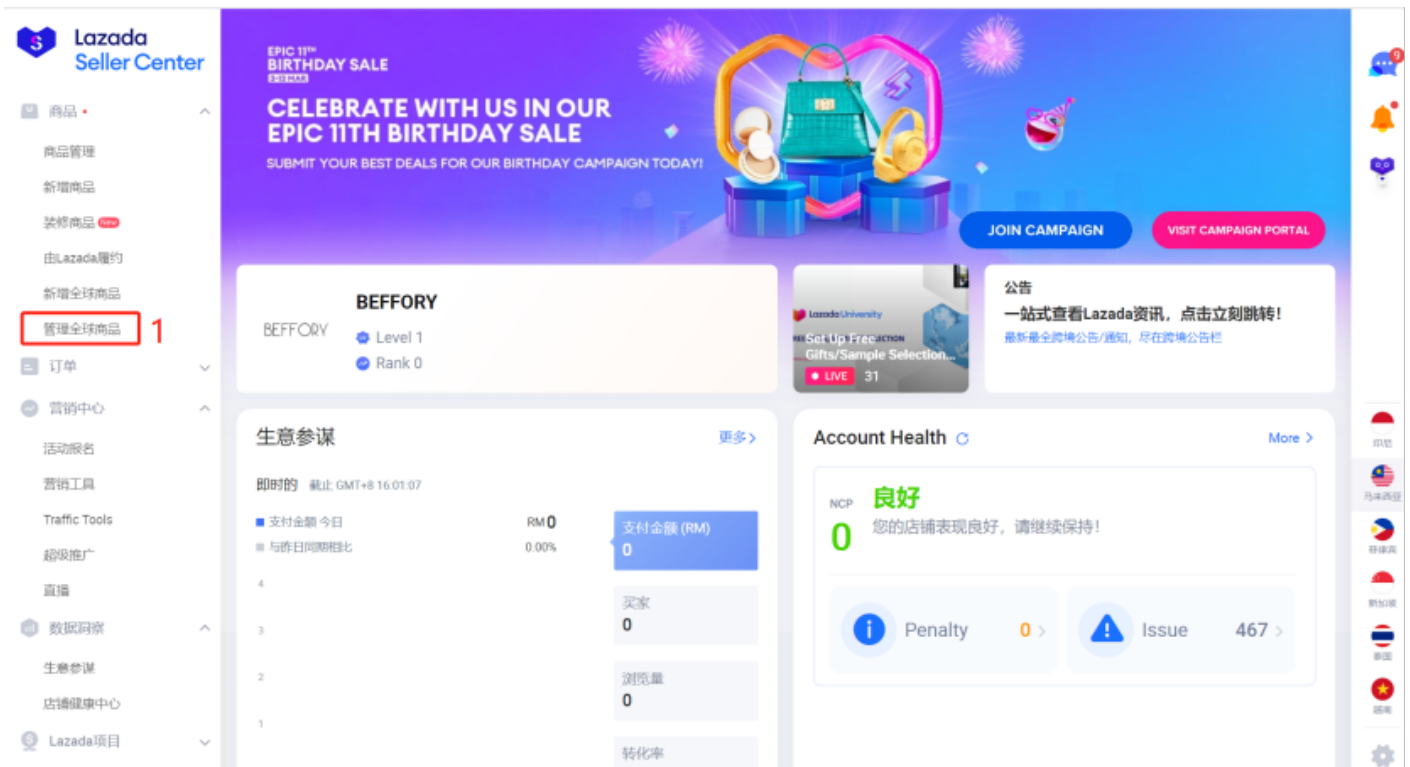 Lazada
Seller Center
商品
商品管理
新增商品
装修商品 New
由Lazada履约
新增全球商品
管理全球商品 1
订单
营销中心
活动报名
营销工具
Traffic Tools
超级推广
直播
数据洞察
生意参谋
店铺健康中心
Lazada项目
EPIC 11TH
BIRTHDAY SALE
CELEBRATE WITH US IN OUR
EPIC 11TH BIRTHDAY SALE
SUBMIT YOUR BEST DEALS FOR OUR BIRTHDAY CAMPAIGN TODAY!
JOIN CAMPAIGN
VISIT CAMPAIGN PORTAL
BEFFORY
BEFFORY
Level 1
Rank 0
Lazada University
Set Up Free
Gifts/Sample Selection...
LIVE 31
公告
一站式查看Lazada资讯，点击立刻跳转！
最新最全跨境公告/通知，尽在跨境公告栏
生意参谋
更多 >
即时的 截止 GMT+8 16:01:07
支付金额 今日 RM 0
与昨日同期相比 0.00%
4
3
2
1
支付金额 (RM)
0
买家
0
浏览量
0
转化率
Account Health
More >
NCP
0
良好
您的店铺表现良好，请继续保持！
Penalty 0 >
Issue 467 >
9
印尼
马来西亚
菲律宾
新加坡
泰国
越南